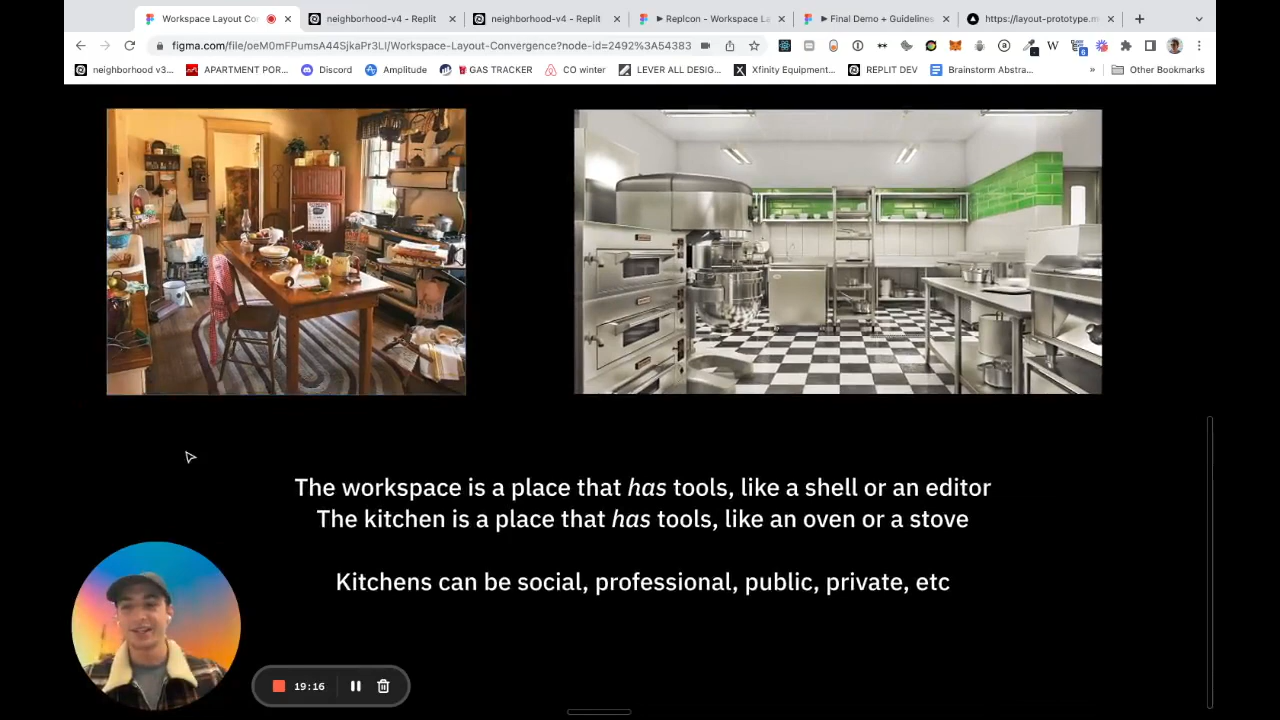 Workspace Layout Co
neighborhood-v4 - Replit
neighborhood-v4 - Replit
Replcon - Workspace La
Final Demo + Guidelines
https://layout-prototype.m
figma.com/file/oeM0mFPumsA44SjkaPr3LI/Workspace-Layout-Convergence?node-id=2492%3A54383
neighborhood v3...
APARTMENT POR...
Discord
Amplitude
GAS TRACKER
CO winter
LEVER ALL DESIG...
Xfinity Equipment...
REPLIT DEV
Brainstorm Abstra...
»
Other Bookmarks
The workspace is a place that has tools, like a shell or an editor
The kitchen is a place that has tools, like an oven or a stove
Kitchens can be social, professional, public, private, etc
19:16